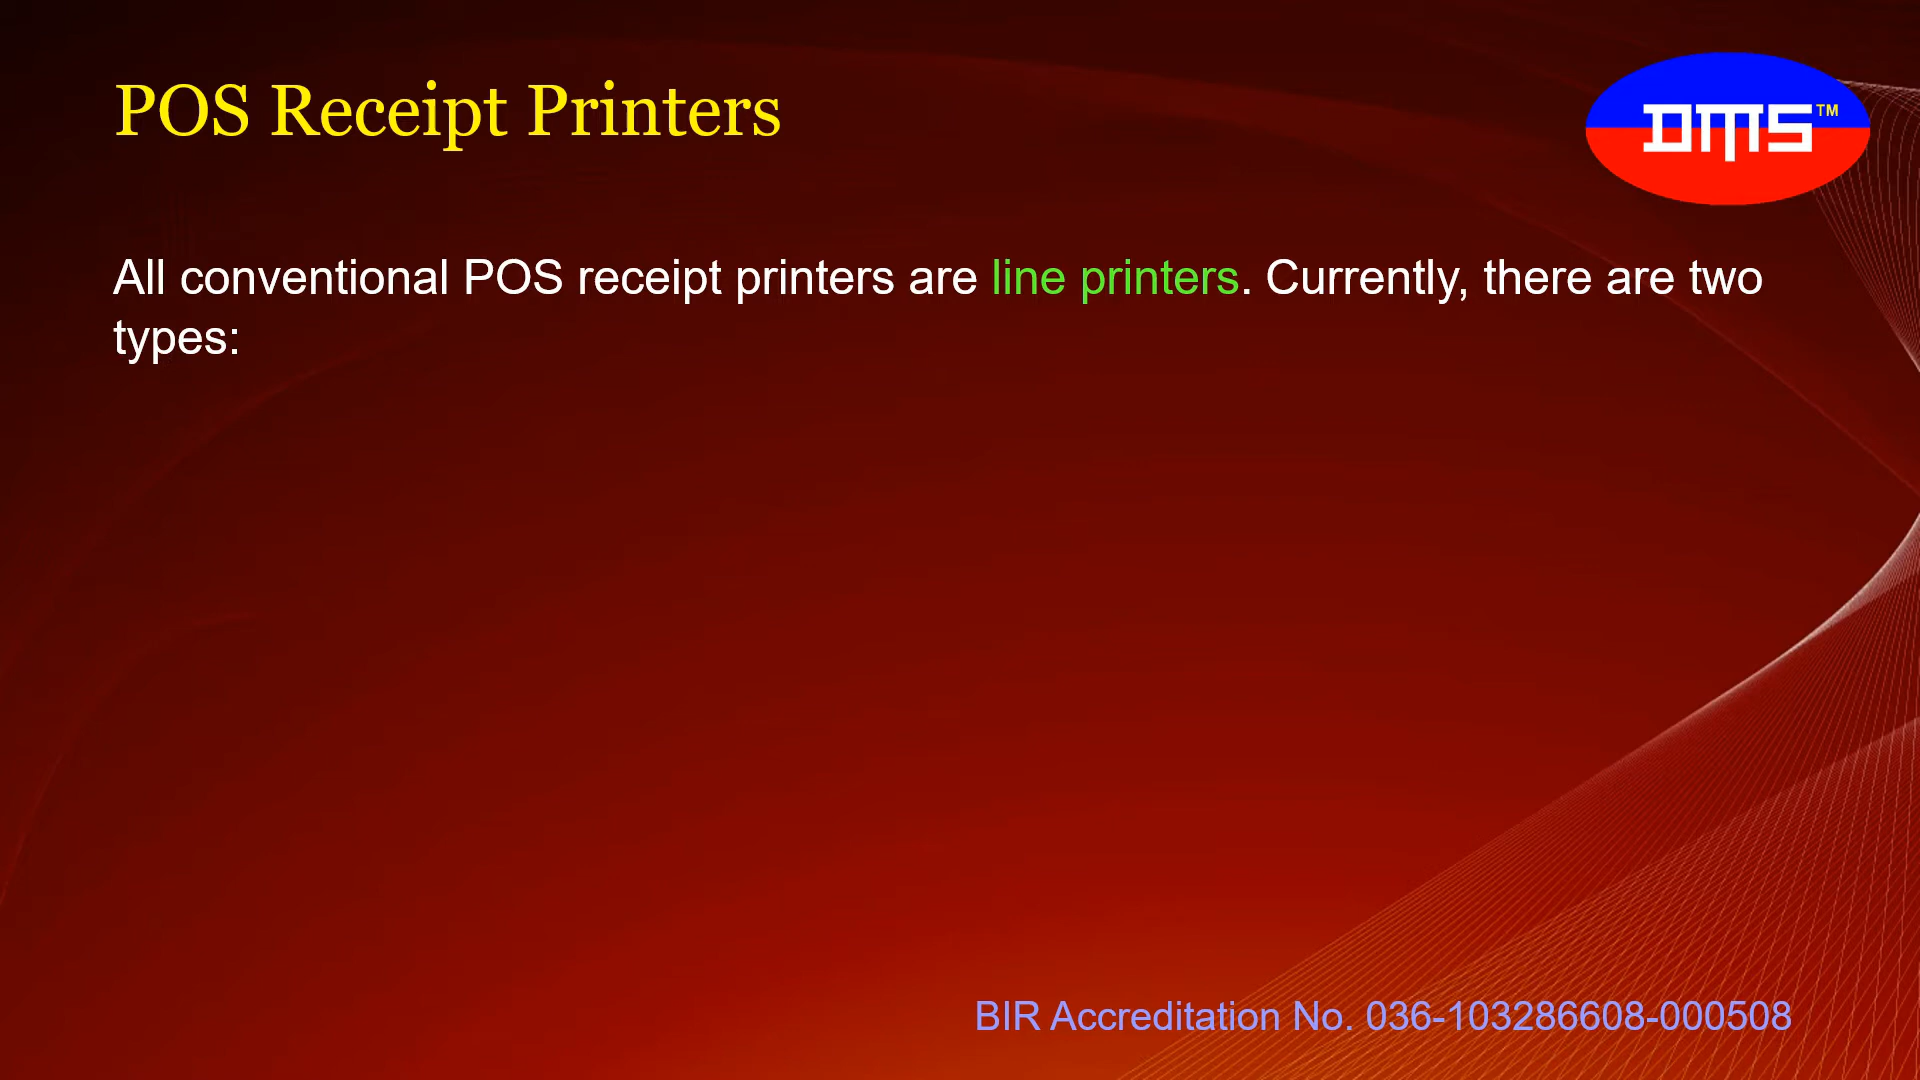 POS Receipt Printers
DMS™
All conventional POS receipt printers are line printers. Currently, there are two
types:
BIR Accreditation No. 036-103286608-000508